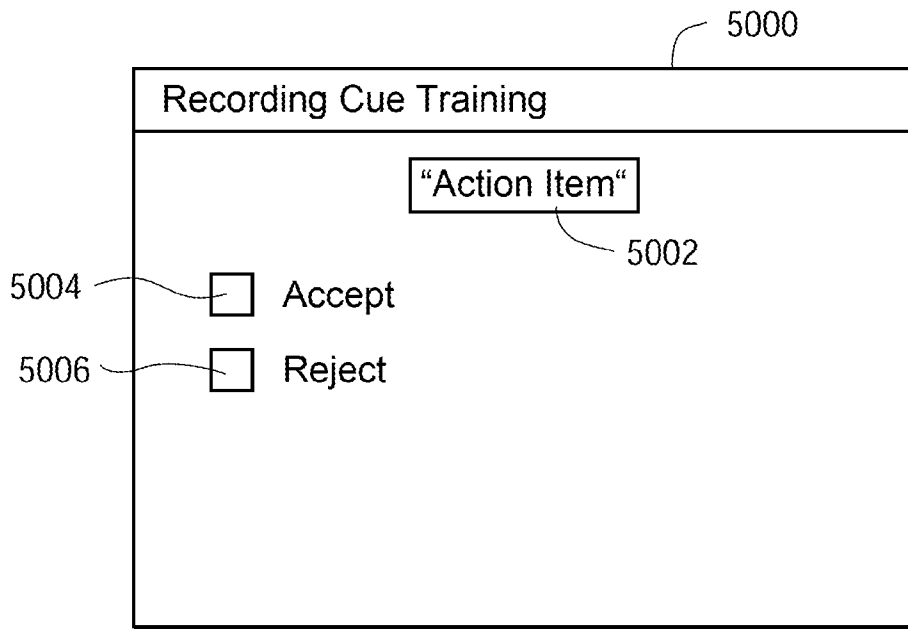 5000
Recording Cue Training
“Action Item“
5002
5004
Accept
5006
Reject